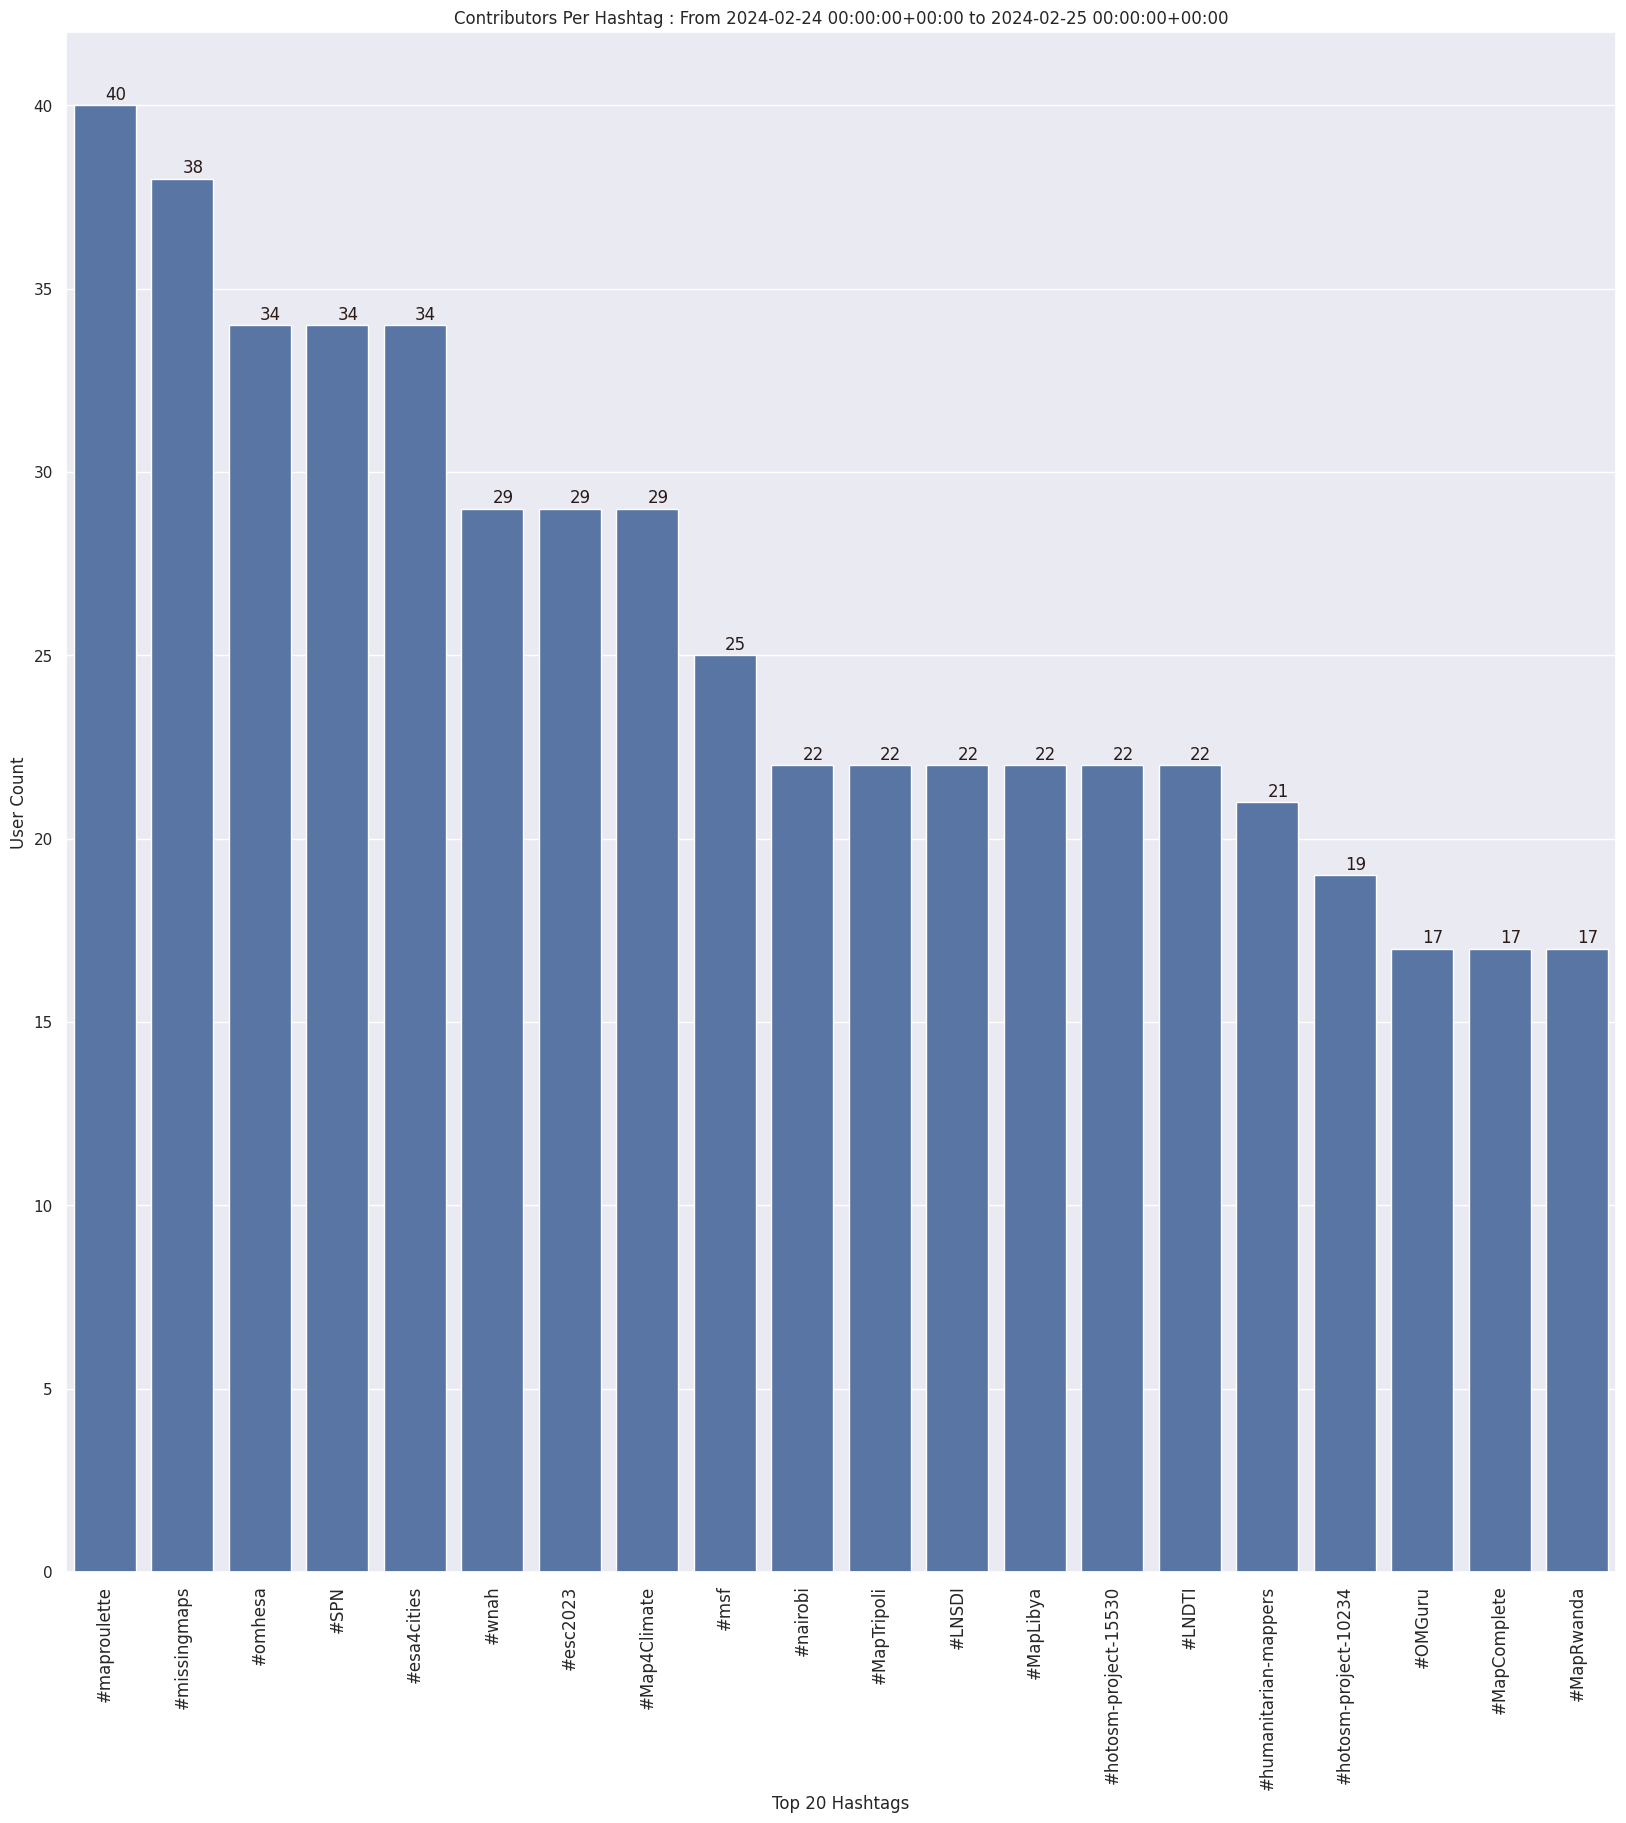 Contributors Per Hashtag : From 2024-02-24 00:00:00+00:00 to 2024-02-25 00:00:00+00:00
User Count
40
35
30
25
20
15
10
5
0
40
38
34
34
34
29
29
29
25
22
22
22
22
22
22
21
19
17
17
17
#maproulette
#missingmaps
#omhesa
#SPN
#esa4cities
#wnah
#esc2023
#Map4Climate
#msf
#nairobi
#MapTripoli
#LNSDI
#MapLibya
#hotosm-project-15530
#LNDTI
#humanitarian-mappers
#hotosm-project-10234
#OMGuru
#MapComplete
#MapRwanda
Top 20 Hashtags